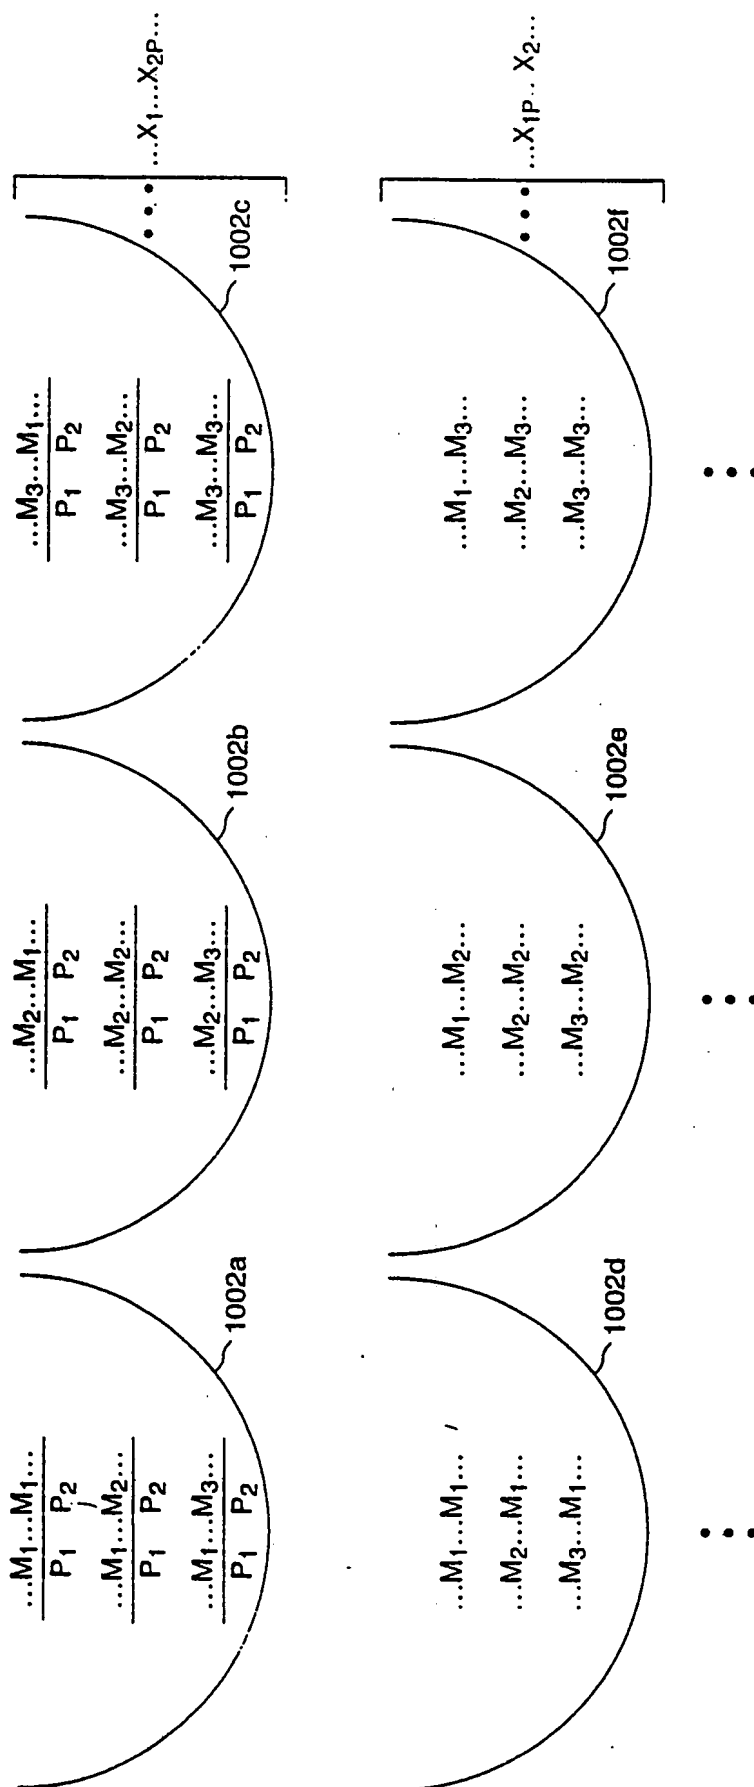 ...M₁...M₁...
P₁ P₂
...M₁...M₂...
P₁ P₂
...M₁...M₃...
P₁ P₂
1002a
...M₂...M₁...
P₁ P₂
...M₂...M₂...
P₁ P₂
...M₂...M₃...
P₁ P₂
1002b
...M₃...M₁...
P₁ P₂
...M₃...M₂...
P₁ P₂
...M₃...M₃...
P₁ P₂
1002c
...X₁...X₂P...
...M₁...M₁...
...M₂...M₁...
...M₃...M₁...
1002d
...M₁...M₂...
...M₂...M₂...
...M₃...M₂...
1002e
...M₁...M₃...
...M₂...M₃...
...M₃...M₃...
1002f
...X₁P... X₂...